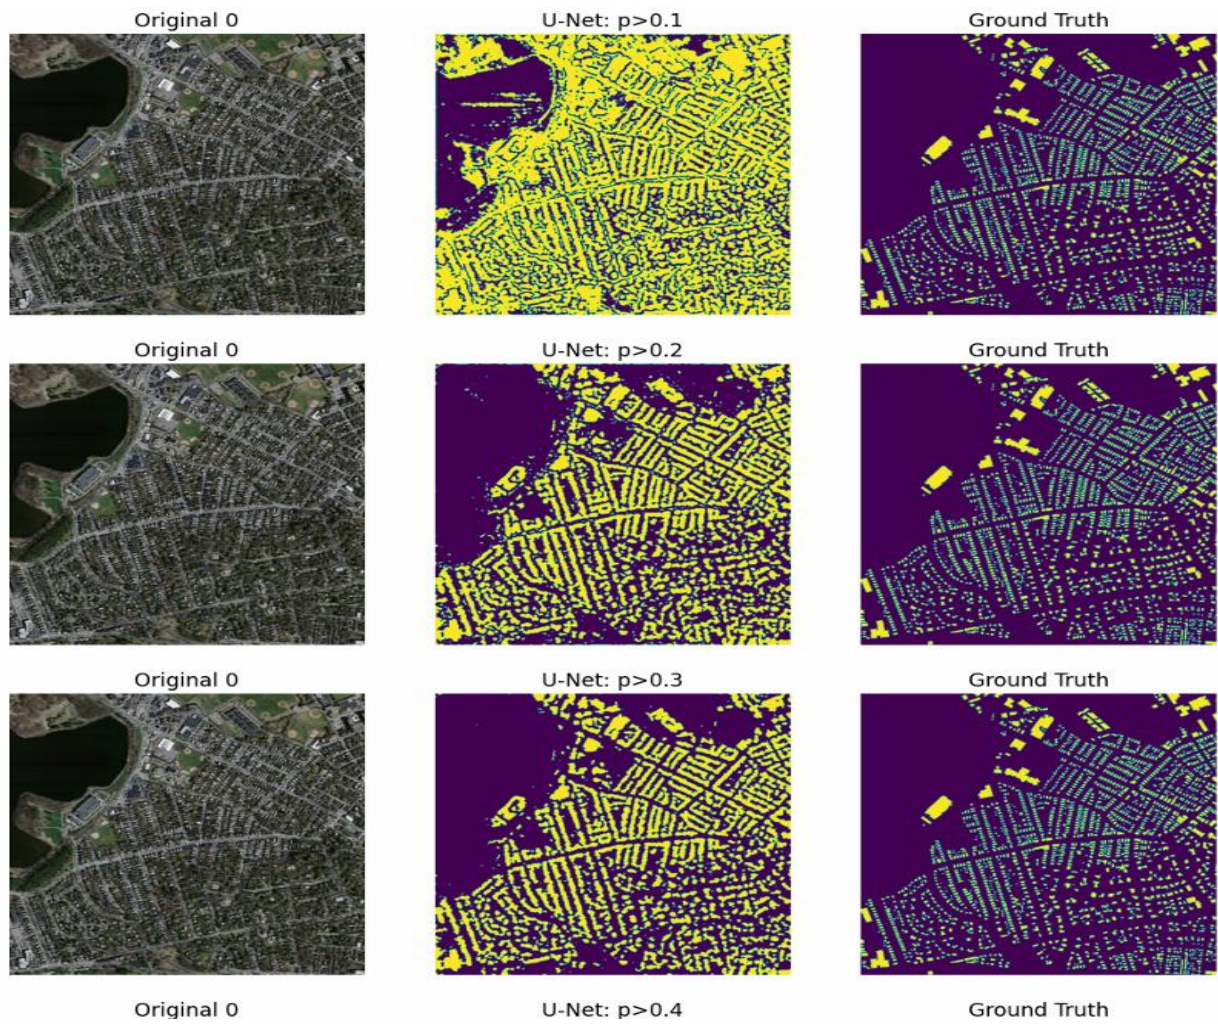 Original 0 U-Net: p>0.1 Ground Truth
Original 0 U-Net: p>0.2 Ground Truth
Original 0 U-Net: p>0.3 Ground Truth
Original 0 U-Net: p>0.4 Ground Truth